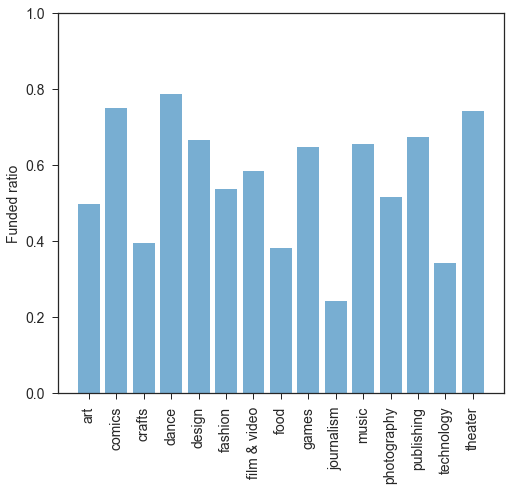 1.0
0.8
0.6
0.4
0.2
0.0
Funded ratio
art
comics
crafts
dance
design
fashion
film & video
food
games
journalism
music
photography
publishing
technology
theater